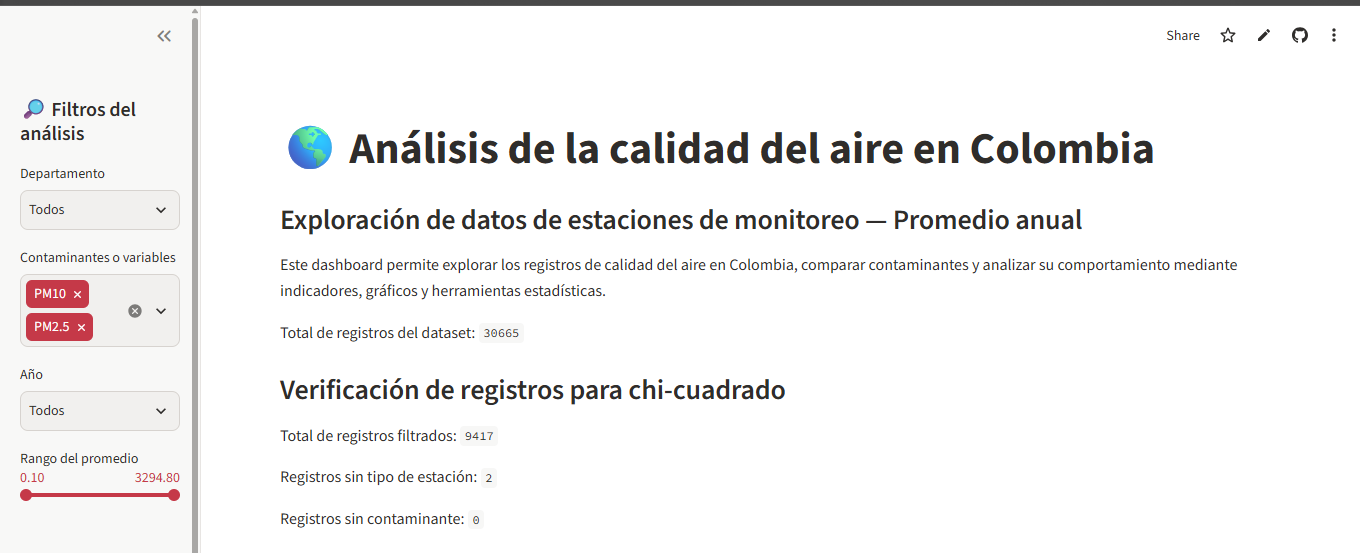 Share
Filtros del
análisis
Departamento
Todos
Contaminantes o variables
PM10
PM2.5
Año
Todos
Rango del promedio
0.10 3294.80
Análisis de la calidad del aire en Colombia
Exploración de datos de estaciones de monitoreo — Promedio anual
Este dashboard permite explorar los registros de calidad del aire en Colombia, comparar contaminantes y analizar su comportamiento mediante
indicadores, gráficos y herramientas estadísticas.
Total de registros del dataset: 30665
Verificación de registros para chi-cuadrado
Total de registros filtrados: 9417
Registros sin tipo de estación: 2
Registros sin contaminante: 0